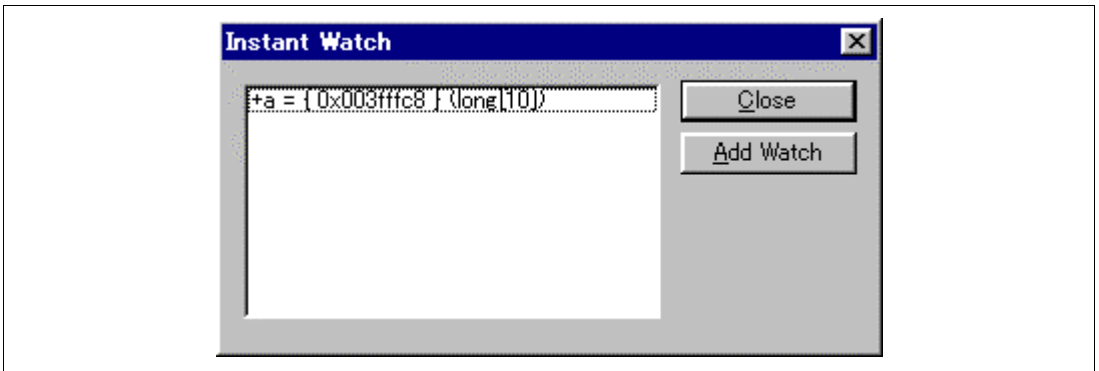 Instant Watch
+a = { 0x003fffc8 } (long[10])
Close
Add Watch